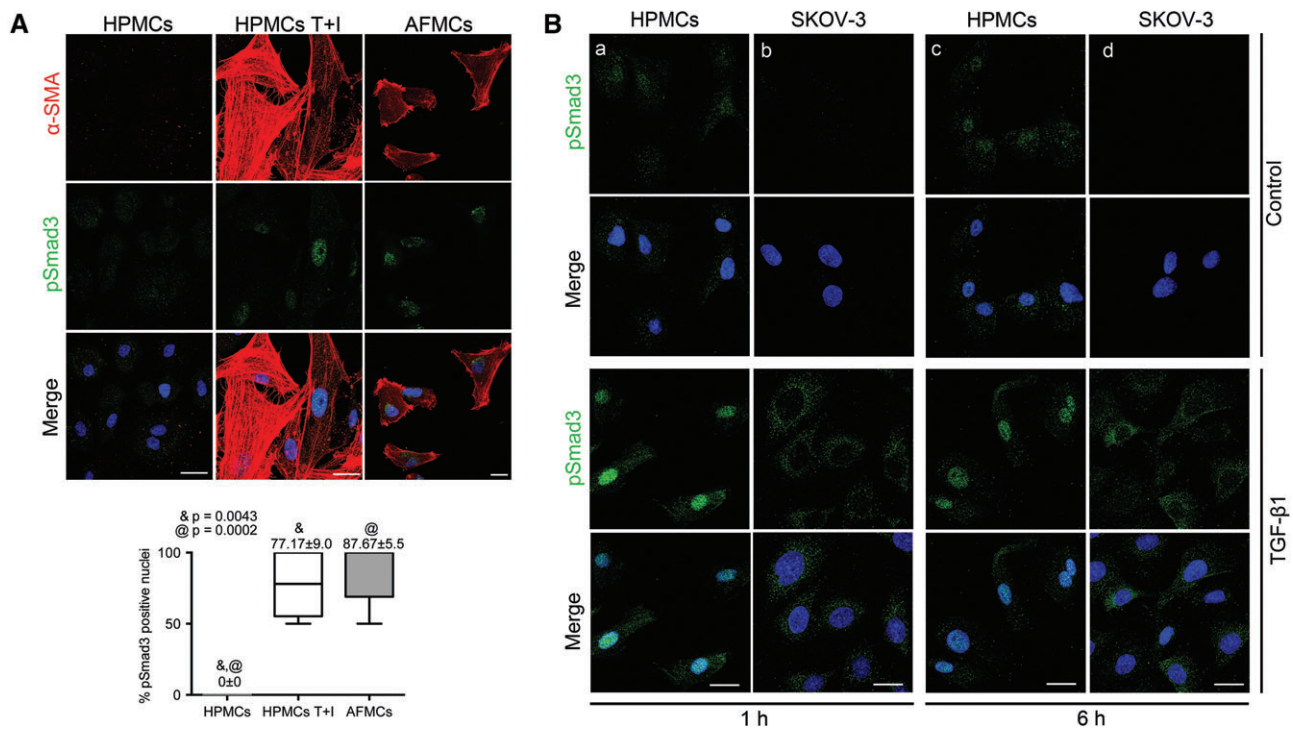 A
HPMCs HPMCs T+I AFMCs
α-SMA
pSmad3
Merge
& p = 0.0043
@ p = 0.0002
& @
77.17±9.0 87.67±5.5
% pSmad3 positive nuclei
100
50
0
&,@
0±0
HPMCs HPMCs T+I AFMCs
B
HPMCs SKOV-3 HPMCs SKOV-3
a b c d
pSmad3
Merge
Control
pSmad3
Merge
TGF-β1
1 h 6 h